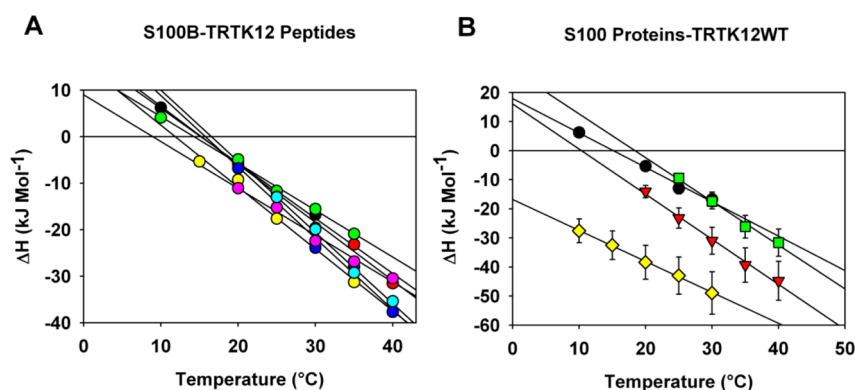 A
S100B-TRTK12 Peptides
10
0
-10
-20
-30
-40
ΔH (kJ Mol-1)
0 10 20 30 40
Temperature (°C)
B
S100 Proteins-TRTK12WT
20
10
0
-10
-20
-30
-40
-50
-60
ΔH (kJ Mol-1)
0 10 20 30 40 50
Temperature (°C)